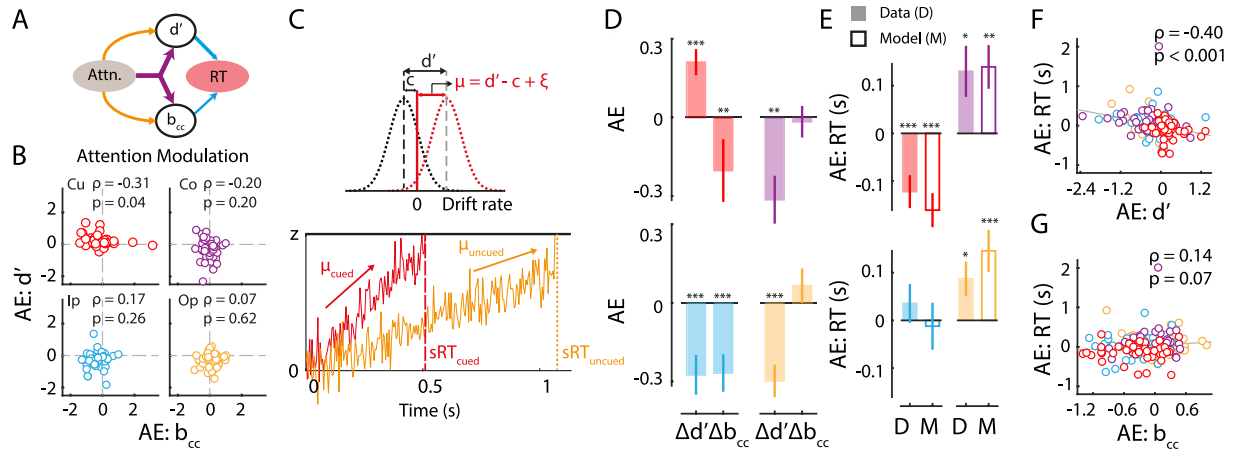 A
d'
Attn.
RT
b_cc
B
Attention Modulation
Cu ρ = -0.31
p = 0.04
Co ρ = -0.20
p = 0.20
2
0
-2
Ip ρ = 0.17
p = 0.26
Op ρ = 0.07
p = 0.62
2
0
-2
-2 0 2 -2 0 2
AE: d'
AE: b_cc
C
d'
c
μ = d' - c + ξ
0
Drift rate
z
μ_cued
μ_uncued
sRT_cued
sRT_uncued
0
0 0.5 1
Time (s)
D
0.3
0
-0.3
AE
*** ** **
0.3
0
-0.3
AE
*** *** ***
Δd' Δb_cc Δd' Δb_cc
E
Data (D)
Model (M)
0.1
0
-0.1
AE: RT (s)
*** *** * **
0.1
0
-0.1
AE: RT (s)
* ***
D M D M
F
ρ = -0.40
p < 0.001
AE: RT (s)
1
0
-1
-2.4 -1.2 0 1.2
AE: d'
G
ρ = 0.14
p = 0.07
AE: RT (s)
1
0
-1
-1.2 -0.6 0 0.6
AE: b_cc